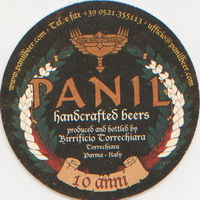 www.panilbeer.com - Tel. e fax +39 0521.355113 - ufficio@panilbeer.com
PANIL
handcrafted beers
produced and bottled by
Birrificio Torrechiara
Torrechiara
Parma - Italy
10 anni